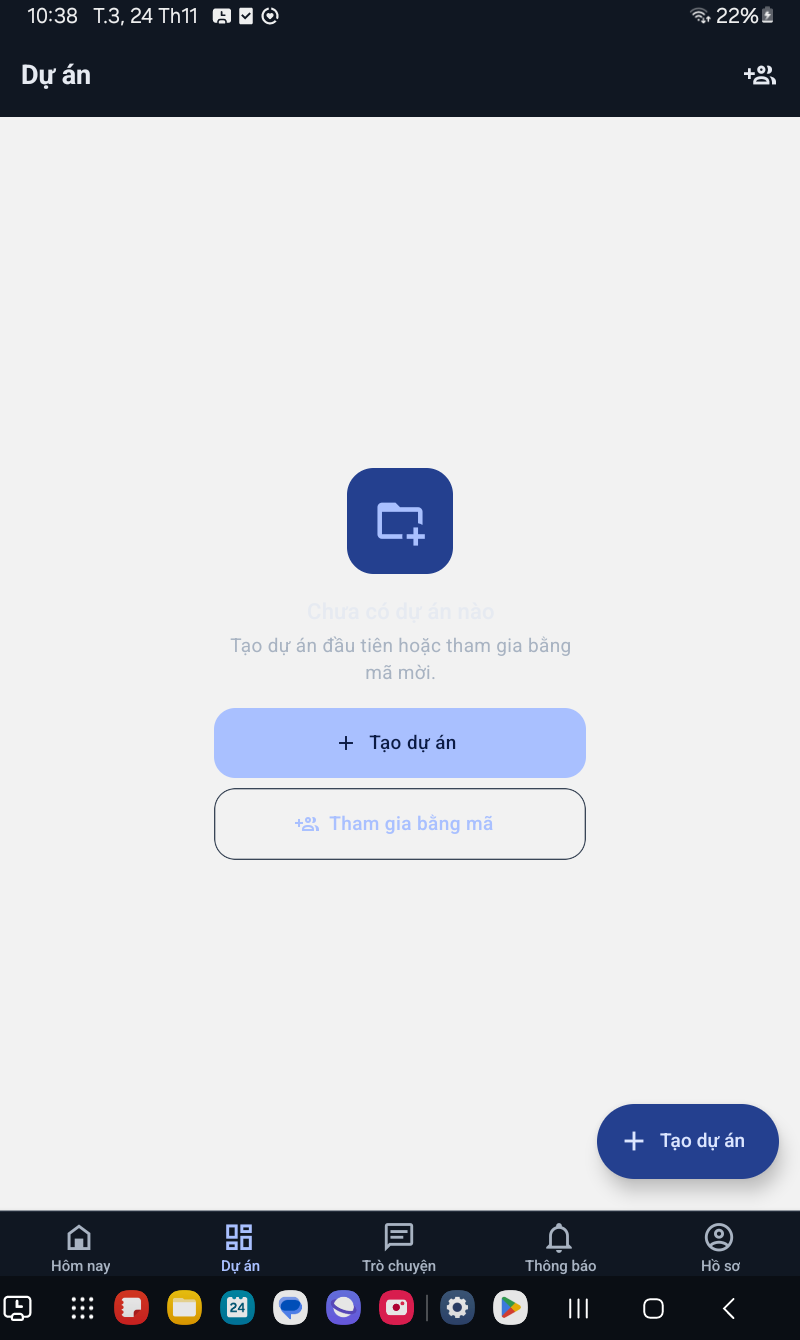 10:38 T.3, 24 Th11
22%
Dự án
Chưa có dự án nào
Tạo dự án đầu tiên hoặc tham gia bằng
mã mời.
Tạo dự án
Tham gia bằng mã
Tạo dự án
Hôm nay
Dự án
Trò chuyện
Thông báo
Hồ sơ
24